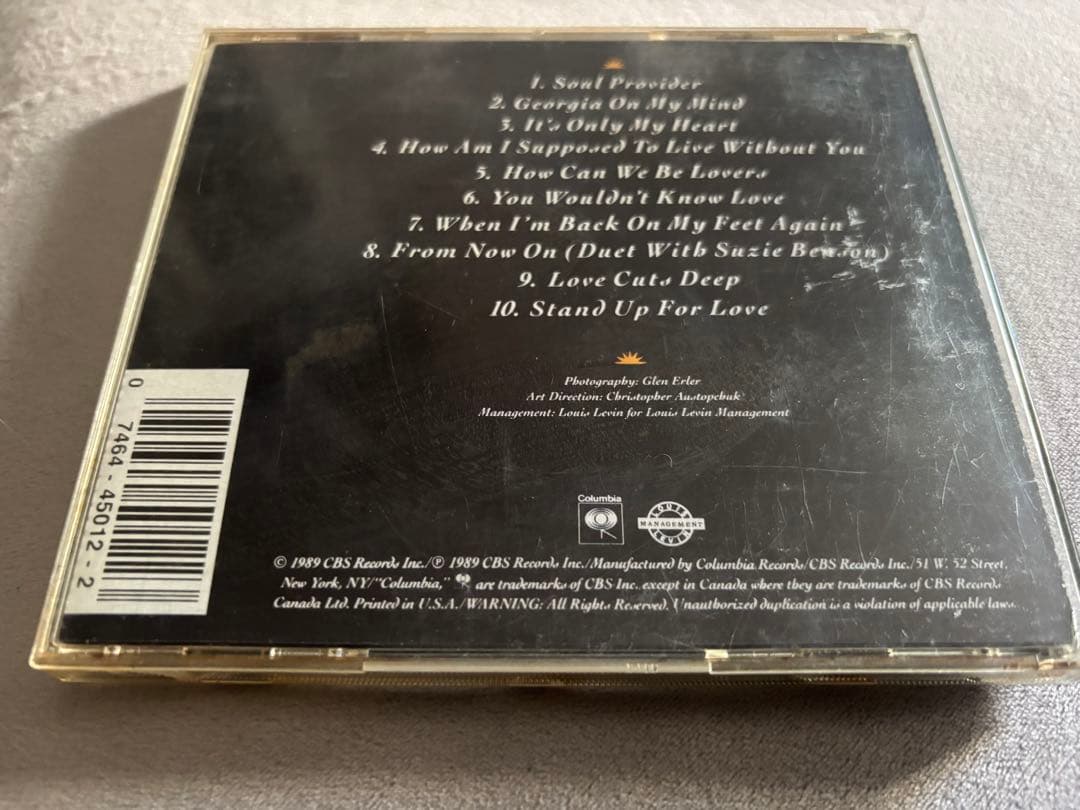 1. Soul Provider
2. Georgia On My Mind
3. It's Only My Heart
4. How Am I Supposed To Live Without You
5. How Can We Be Lovers
6. You Wouldn't Know Love
7. When I'm Back On My Feet Again
8. From Now On (Duet With Suzie Benson)
9. Love Cuts Deep
10. Stand Up For Love
Photography: Glen Erler
Art Direction: Christopher Austopchuk
Management: Louis Levin for Louis Levin Management
0 7464-45012-2
Columbia
LOUIS
MANAGEMENT
LEVIN
© 1989 CBS Records Inc./℗ 1989 CBS Records Inc./Manufactured by Columbia Records/CBS Records Inc./51 W. 52 Street,
New York, NY/"Columbia," are trademarks of CBS Inc. except in Canada where they are trademarks of CBS Records
Canada Ltd. Printed in U.S.A./WARNING: All Rights Reserved. Unauthorized duplication is a violation of applicable laws.